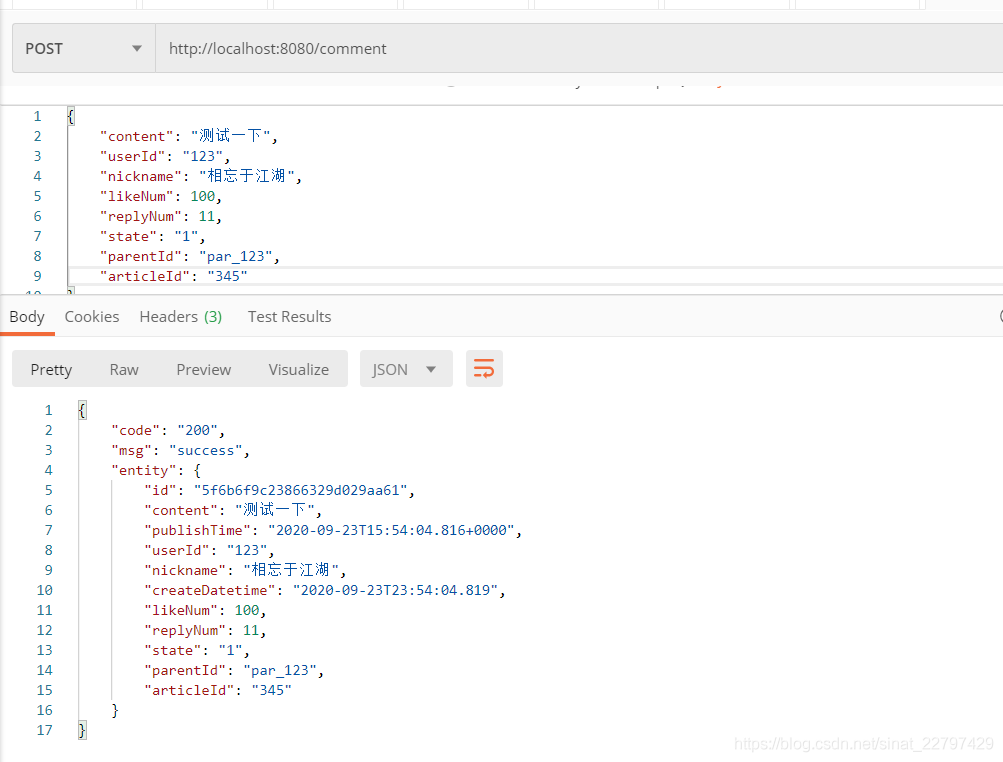 POST http://localhost:8080/comment
1 {
2 "content": "测试一下",
3 "userId": "123",
4 "nickname": "相忘于江湖",
5 "likeNum": 100,
6 "replyNum": 11,
7 "state": "1",
8 "parentId": "par_123",
9 "articleId": "345"
10 }
Body Cookies Headers (3) Test Results
Pretty Raw Preview Visualize JSON
1 {
2 "code": "200",
3 "msg": "success",
4 "entity": {
5 "id": "5f6b6f9c23866329d029aa61",
6 "content": "测试一下",
7 "publishTime": "2020-09-23T15:54:04.816+0000",
8 "userId": "123",
9 "nickname": "相忘于江湖",
10 "createDatetime": "2020-09-23T23:54:04.819",
11 "likeNum": 100,
12 "replyNum": 11,
13 "state": "1",
14 "parentId": "par_123",
15 "articleId": "345"
16 }
17 }
https://blog.csdn.net/sinat_22797429